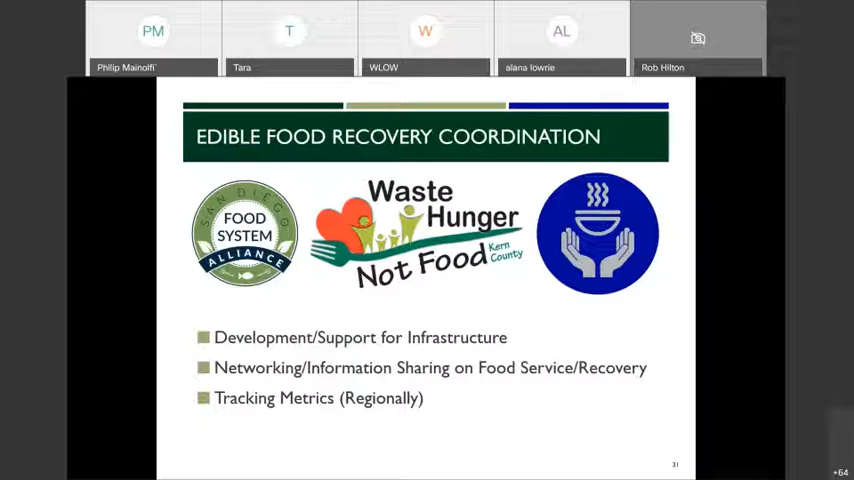 PM
T
W
AL
Philip Mainolfi
Tara
WLOW
alana lowrie
Rob Hilton
EDIBLE FOOD RECOVERY COORDINATION
SAN DIEGO
FOOD
SYSTEM
ALLIANCE
Waste
Hunger
Not Food
Kern
County
Development/Support for Infrastructure
Networking/Information Sharing on Food Service/Recovery
Tracking Metrics (Regionally)
31
+64